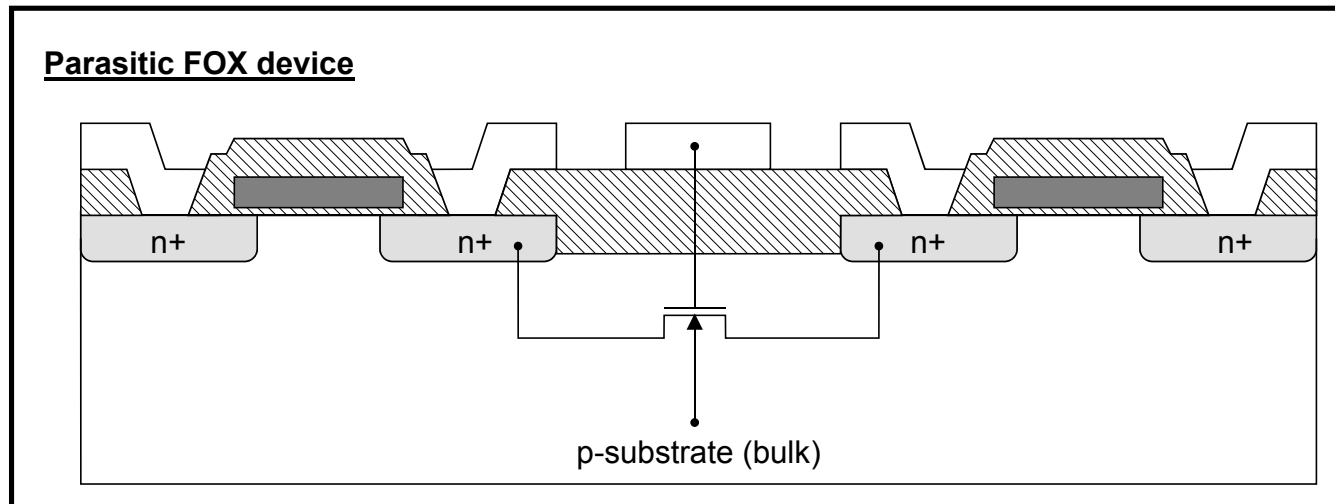 Parasitic FOX device
n+ n+ n+ n+
p-substrate (bulk)